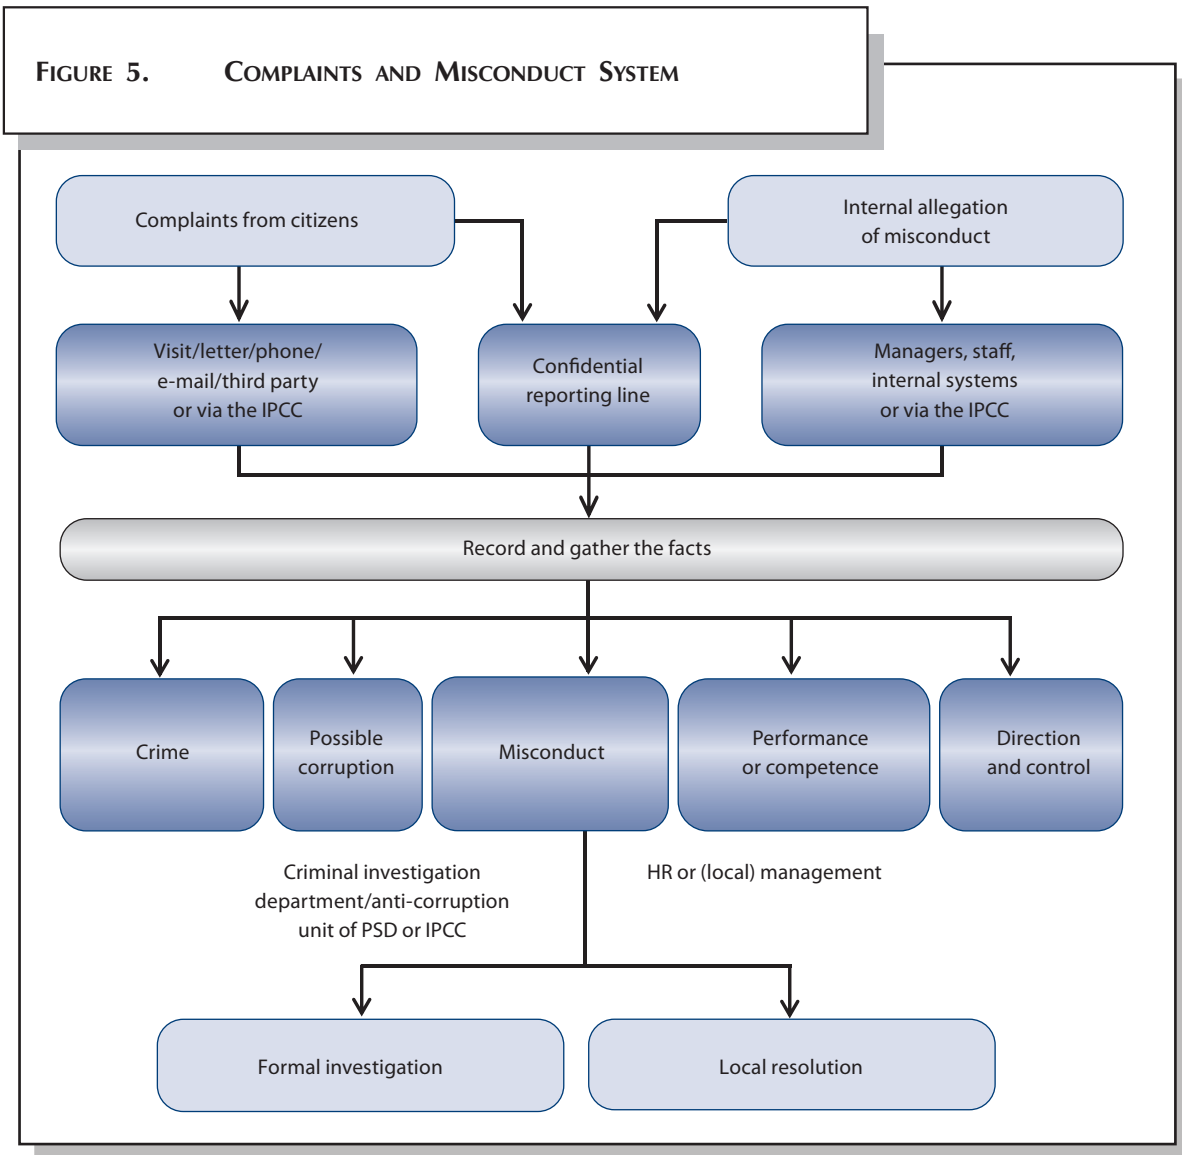 FIGURE 5. COMPLAINTS AND MISCONDUCT SYSTEM
Complaints from citizens
Internal allegation
of misconduct
Visit/letter/phone/
e-mail/third party
or via the IPCC
Confidential
reporting line
Managers, staff,
internal systems
or via the IPCC
Record and gather the facts
Crime
Possible
corruption
Misconduct
Performance
or competence
Direction
and control
Criminal investigation
department/anti-corruption
unit of PSD or IPCC
HR or (local) management
Formal investigation
Local resolution